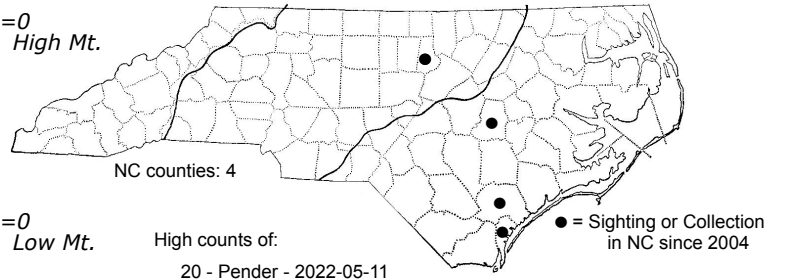 =0
High Mt.
NC counties: 4
=0
Low Mt.
High counts of:
20 - Pender - 2022-05-11
● = Sighting or Collection
in NC since 2004